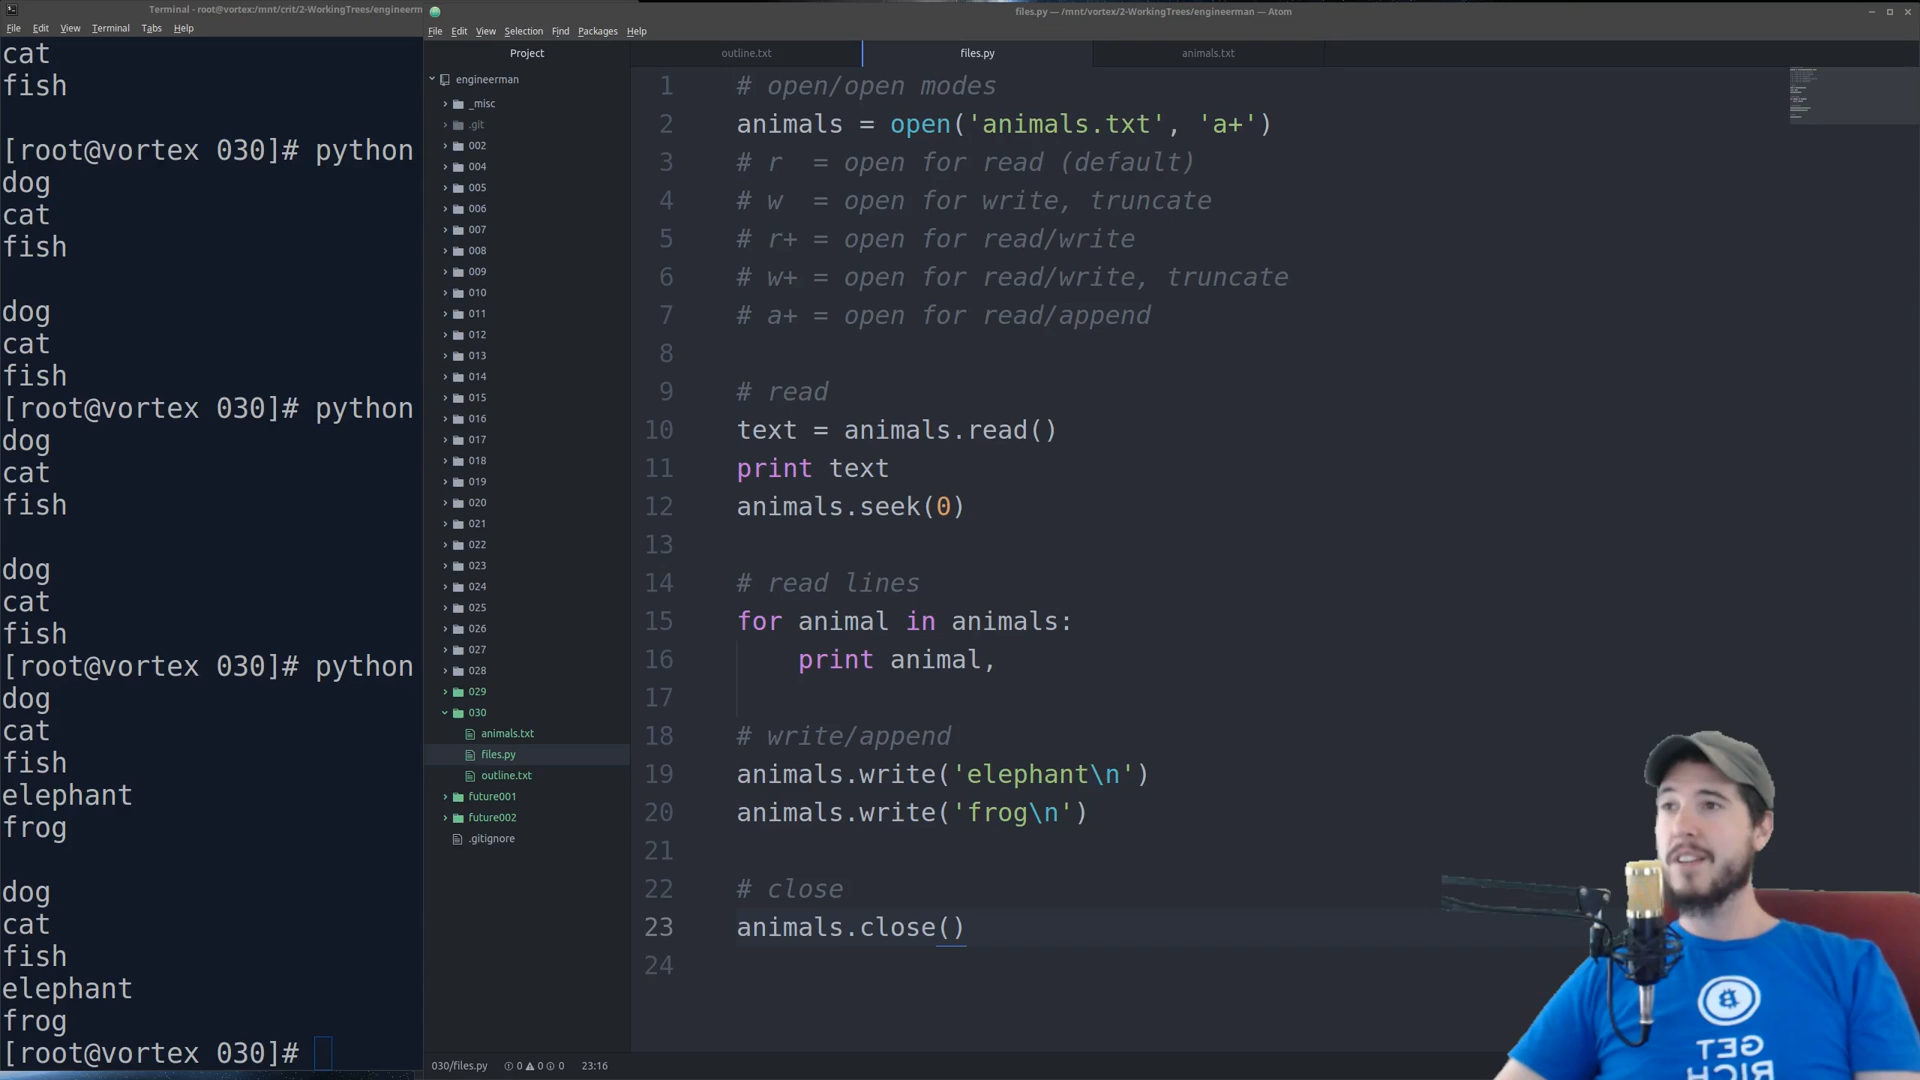 Terminal - root@vortex:/mnt/crit/2-WorkingTrees/engineerm
File Edit View Terminal Tabs Help
cat
fish
[root@vortex 030]# python
dog
cat
fish
dog
cat
fish
[root@vortex 030]# python
dog
cat
fish
dog
cat
fish
[root@vortex 030]# python
dog
cat
fish
elephant
frog
dog
cat
fish
elephant
frog
[root@vortex 030]#
files.py — /mnt/vortex/2-WorkingTrees/engineerman — Atom
File Edit View Selection Find Packages Help
Project
engineerman
_misc
.git
002
004
005
006
007
008
009
010
011
012
013
014
015
016
017
018
019
020
021
022
023
024
025
026
027
028
029
030
animals.txt
files.py
outline.txt
future001
future002
.gitignore
outline.txt files.py animals.txt
1 # open/open modes
2 animals = open('animals.txt', 'a+')
3 # r  = open for read (default)
4 # w  = open for write, truncate
5 # r+ = open for read/write
6 # w+ = open for read/write, truncate
7 # a+ = open for read/append
8
9 # read
10 text = animals.read()
11 print text
12 animals.seek(0)
13
14 # read lines
15 for animal in animals:
16     print animal,
17
18 # write/append
19 animals.write('elephant\n')
20 animals.write('frog\n')
21
22 # close
23 animals.close()
24
030/files.py 0 0 0 23:16
GET
RICH